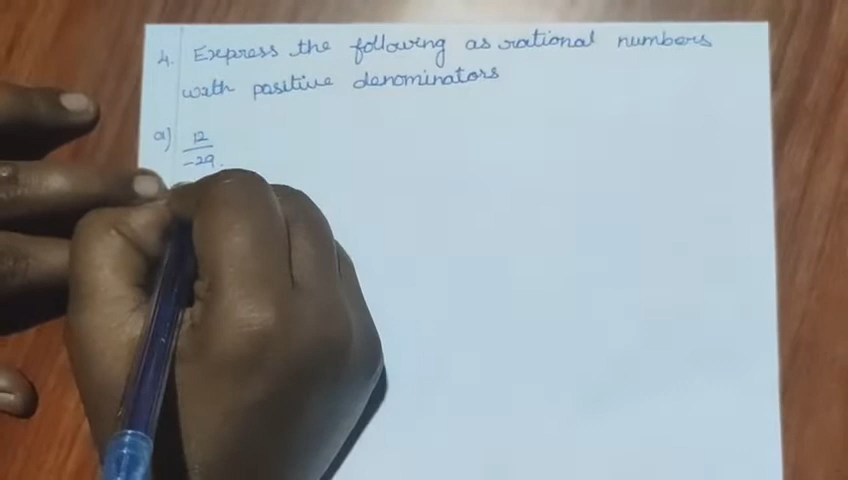 4. Express the following as rational numbers
with positive denominators
a) 12
-29.